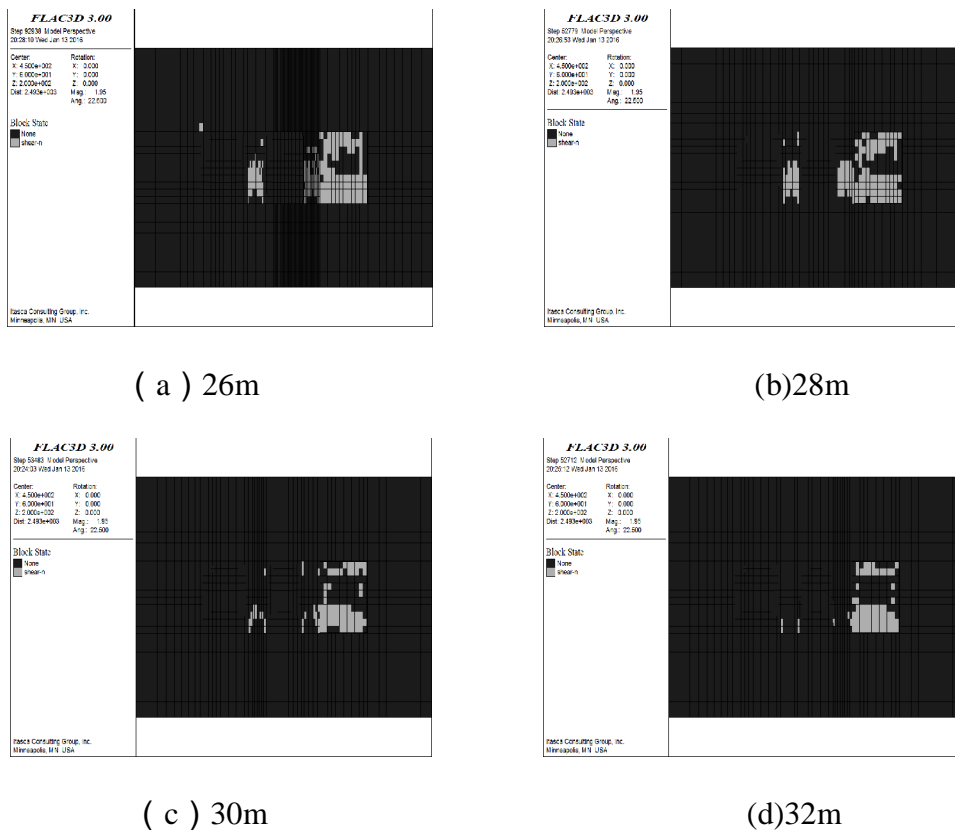 FLAC3D 3.00
Step 92938 Model Perspective
20:28:19 Wed Jan 13 2016
Center: Rotation:
X: 4.500e+002 X: 0.000
Y: 6.000e+001 Y: 0.000
Z: 2.000e+002 Z: 0.000
Dist: 2.493e+003 Mag.: 1.95
Ang.: 22.500
Block State
None
shear-n
Itasca Consulting Group, Inc.
Minneapolis, MN USA
( a ) 26m
FLAC3D 3.00
Step 52779 Model Perspective
20:26:53 Wed Jan 13 2016
Center: Rotation:
X: 4.500e+002 X: 0.000
Y: 6.000e+001 Y: 0.000
Z: 2.000e+002 Z: 0.000
Dist: 2.493e+003 Mag.: 1.95
Ang.: 22.500
Block State
None
shear-n
Itasca Consulting Group, Inc.
Minneapolis, MN USA
(b)28m
FLAC3D 3.00
Step 53483 Model Perspective
20:24:03 Wed Jan 13 2016
Center: Rotation:
X: 4.500e+002 X: 0.000
Y: 6.000e+001 Y: 0.000
Z: 2.000e+002 Z: 0.000
Dist: 2.493e+003 Mag.: 1.95
Ang.: 22.500
Block State
None
shear-n
Itasca Consulting Group, Inc.
Minneapolis, MN USA
( c ) 30m
FLAC3D 3.00
Step 52712 Model Perspective
20:25:12 Wed Jan 13 2016
Center: Rotation:
X: 4.500e+002 X: 0.000
Y: 6.000e+001 Y: 0.000
Z: 2.000e+002 Z: 0.000
Dist: 2.493e+003 Mag.: 1.95
Ang.: 22.500
Block State
None
shear-n
Itasca Consulting Group, Inc.
Minneapolis, MN USA
(d)32m